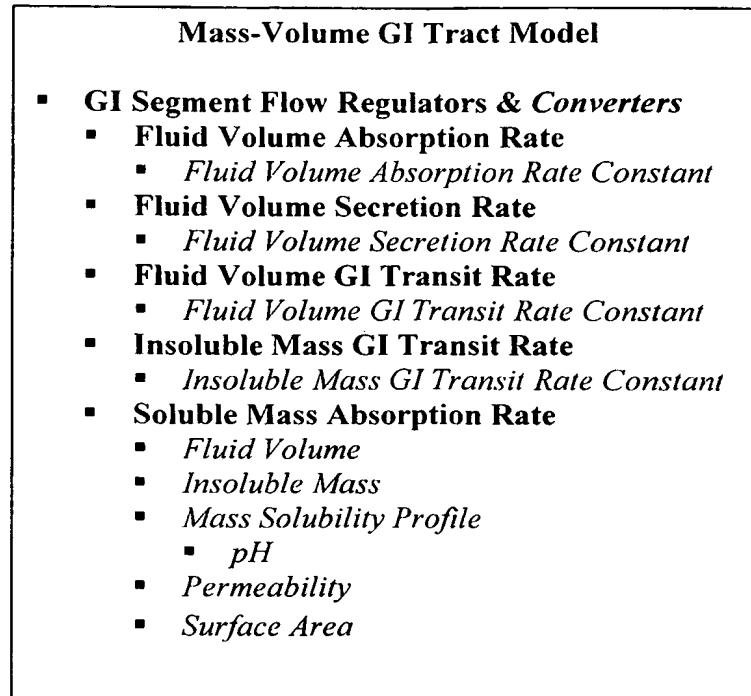 Mass-Volume GI Tract Model
▪ GI Segment Flow Regulators & Converters
▪ Fluid Volume Absorption Rate
▪ Fluid Volume Absorption Rate Constant
▪ Fluid Volume Secretion Rate
▪ Fluid Volume Secretion Rate Constant
▪ Fluid Volume GI Transit Rate
▪ Fluid Volume GI Transit Rate Constant
▪ Insoluble Mass GI Transit Rate
▪ Insoluble Mass GI Transit Rate Constant
▪ Soluble Mass Absorption Rate
▪ Fluid Volume
▪ Insoluble Mass
▪ Mass Solubility Profile
▪ pH
▪ Permeability
▪ Surface Area